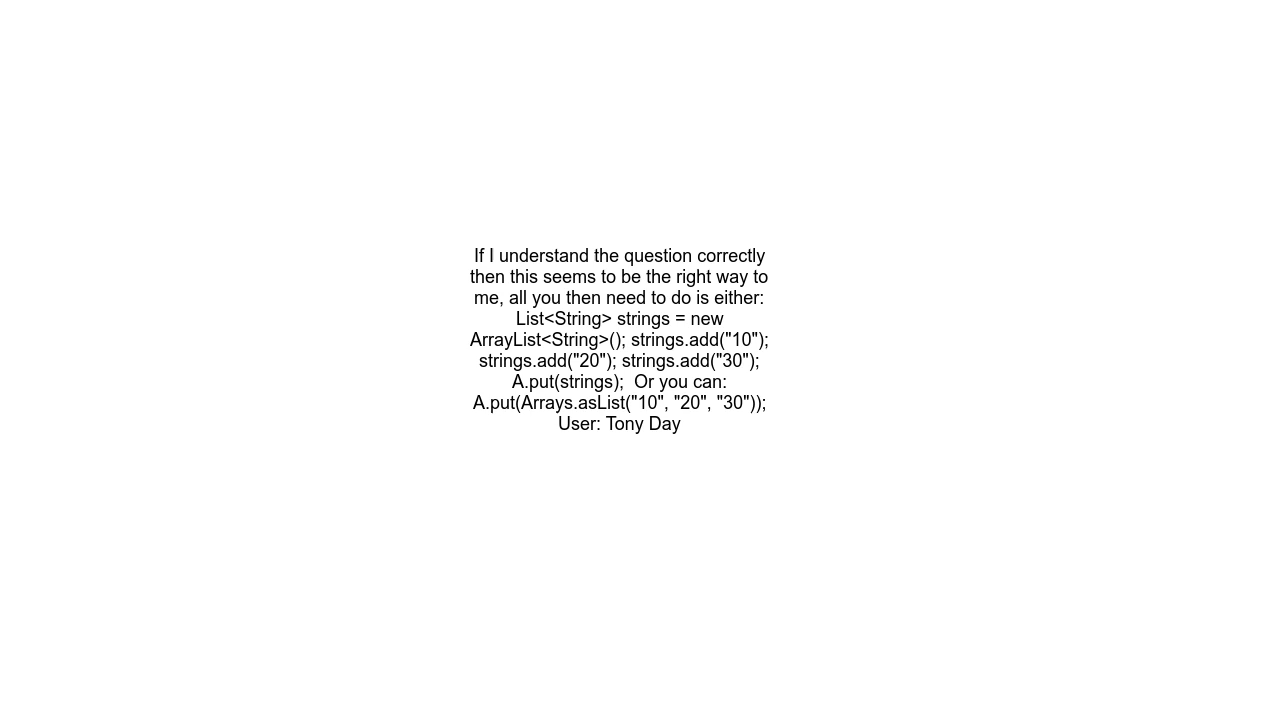 If I understand the question correctly
then this seems to be the right way to
me, all you then need to do is either:
List<String> strings = new
ArrayList<String>(); strings.add("10");
strings.add("20"); strings.add("30");
A.put(strings);  Or you can:
A.put(Arrays.asList("10", "20", "30"));
User: Tony Day